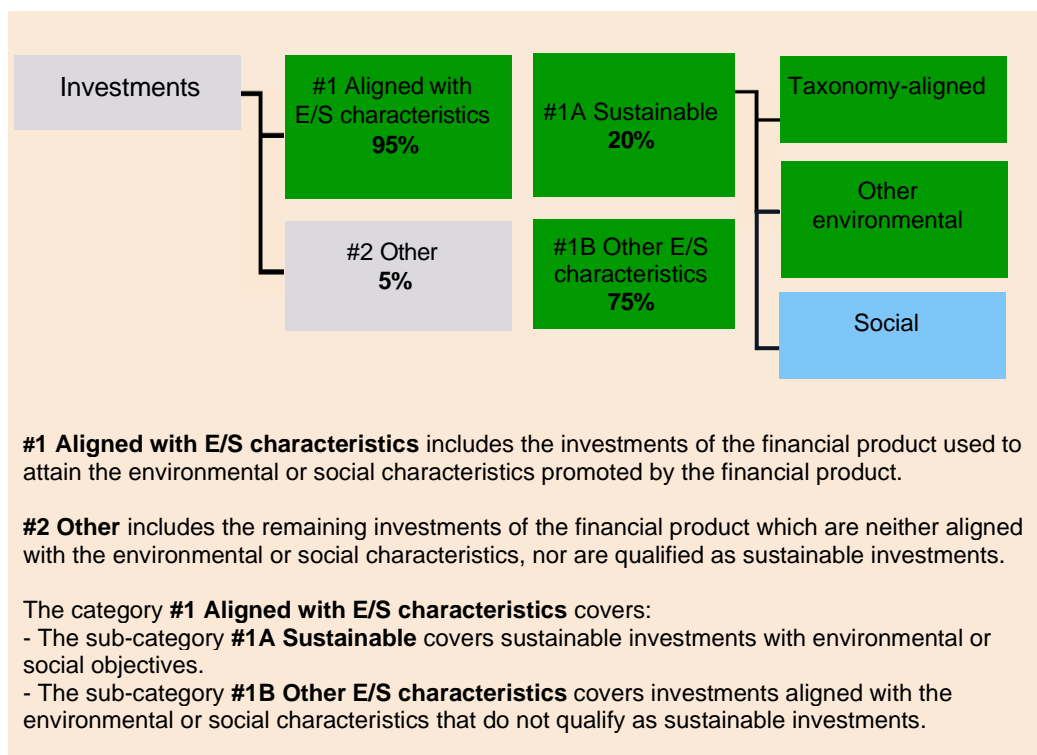 Investments
#1 Aligned with
E/S characteristics
95%
#2 Other
5%
#1A Sustainable
20%
#1B Other E/S
characteristics
75%
Taxonomy-aligned
Other
environmental
Social
#1 Aligned with E/S characteristics includes the investments of the financial product used to
attain the environmental or social characteristics promoted by the financial product.
#2 Other includes the remaining investments of the financial product which are neither aligned
with the environmental or social characteristics, nor are qualified as sustainable investments.
The category #1 Aligned with E/S characteristics covers:
- The sub-category #1A Sustainable covers sustainable investments with environmental or
social objectives.
- The sub-category #1B Other E/S characteristics covers investments aligned with the
environmental or social characteristics that do not qualify as sustainable investments.